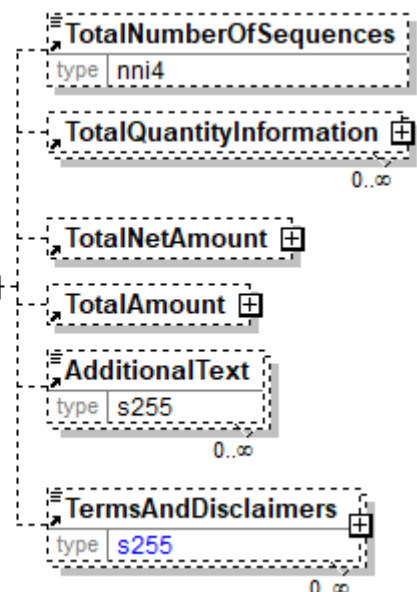 TotalNumberOfSequences
type nni4
TotalQuantityInformation
0..∞
TotalNetAmount
TotalAmount
AdditionalText
type s255
0..∞
TermsAndDisclaimers
type s255
0..∞